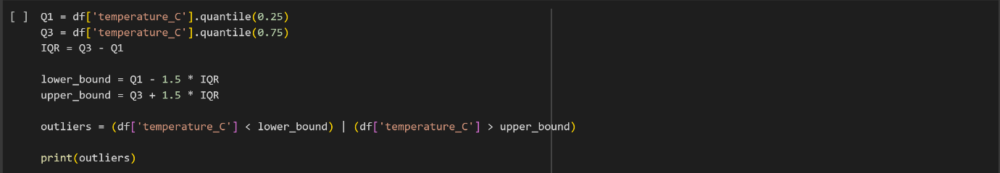 [ ] Q1 = df['temperature_C'].quantile(0.25)
Q3 = df['temperature_C'].quantile(0.75)
IQR = Q3 - Q1
lower_bound = Q1 - 1.5 * IQR
upper_bound = Q3 + 1.5 * IQR
outliers = (df['temperature_C'] < lower_bound) | (df['temperature_C'] > upper_bound)
print(outliers)